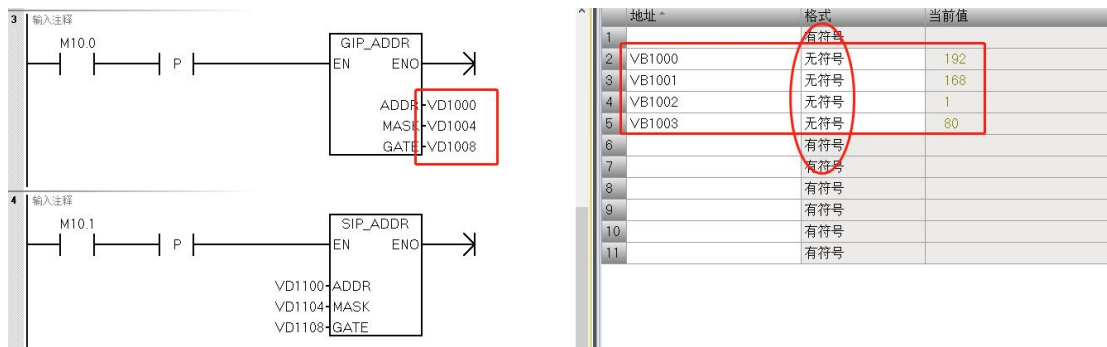 3 输入注释
M10.0
P
GIP_ADDR
EN ENO
ADDR VD1000
MASK VD1004
GATE VD1008
4 输入注释
M10.1
P
SIP_ADDR
EN ENO
VD1100 ADDR
VD1104 MASK
VD1108 GATE
地址 格式 当前值
1 有符号
2 VB1000 无符号 192
3 VB1001 无符号 168
4 VB1002 无符号 1
5 VB1003 无符号 80
6 有符号
7 有符号
8 有符号
9 有符号
10 有符号
11 有符号